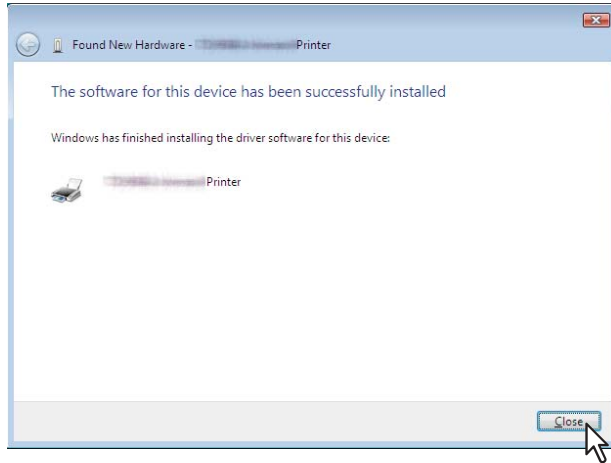 Found New Hardware - Printer
The software for this device has been successfully installed
Windows has finished installing the driver software for this device:
Printer
Close